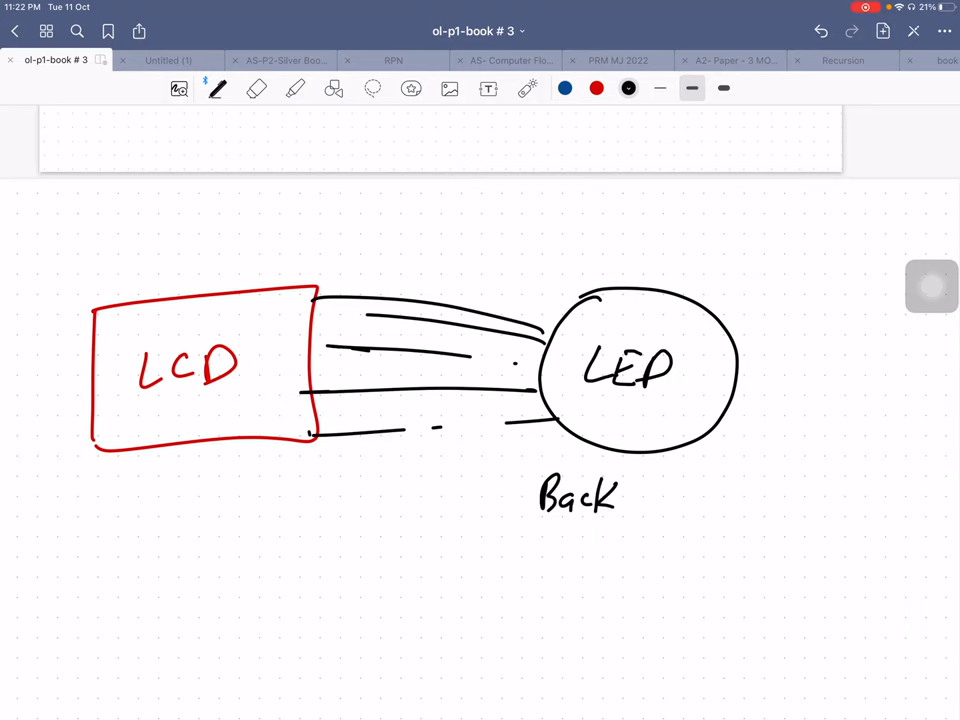 11:22 PM Tue 11 Oct
21%
ol-p1-book # 3
ol-p1-book # 3
Untitled (1)
AS-P2-Silver Boo...
RPN
AS- Computer Flo...
PRM MJ 2022
A2- Paper - 3 MO...
Recursion
book
T
LCD
LED
Back